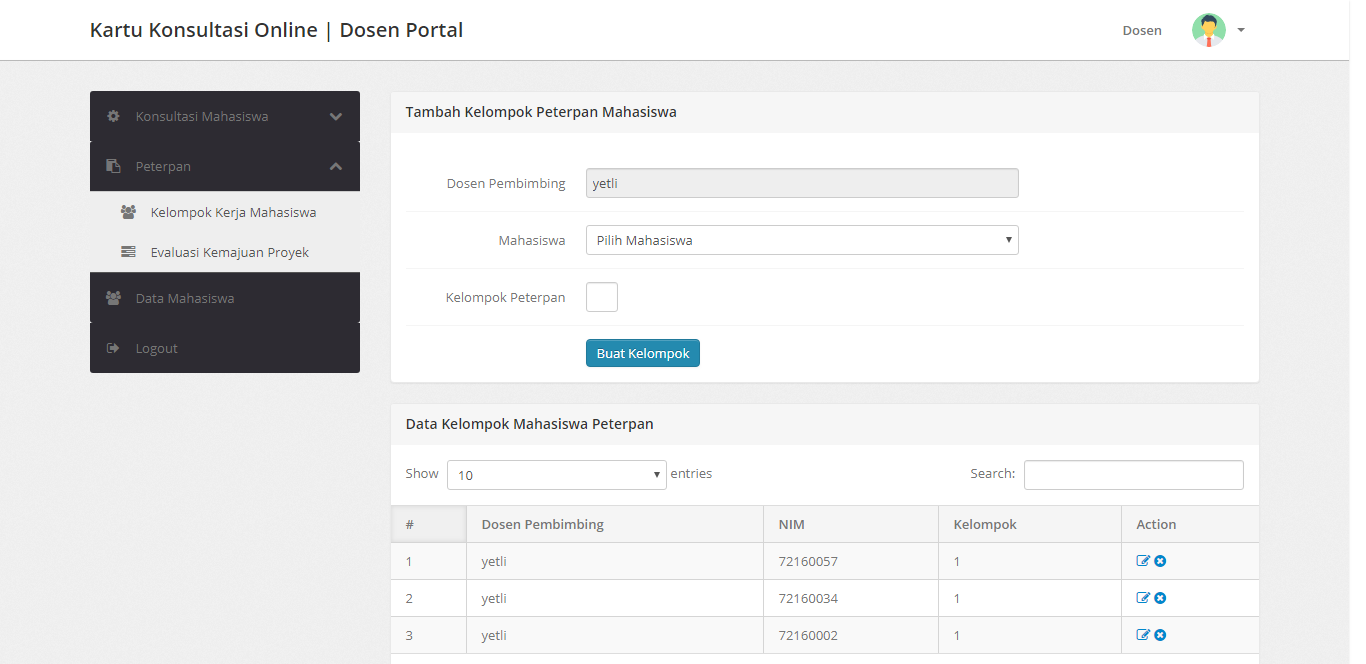 Kartu Konsultasi Online | Dosen Portal
Dosen
Konsultasi Mahasiswa
Peterpan
Kelompok Kerja Mahasiswa
Evaluasi Kemajuan Proyek
Data Mahasiswa
Logout
Tambah Kelompok Peterpan Mahasiswa
Dosen Pembimbing yetli
Mahasiswa Pilih Mahasiswa
Kelompok Peterpan
Buat Kelompok
Data Kelompok Mahasiswa Peterpan
Show 10 entries Search:
# Dosen Pembimbing NIM Kelompok Action
1 yetli 72160057 1
2 yetli 72160034 1
3 yetli 72160002 1